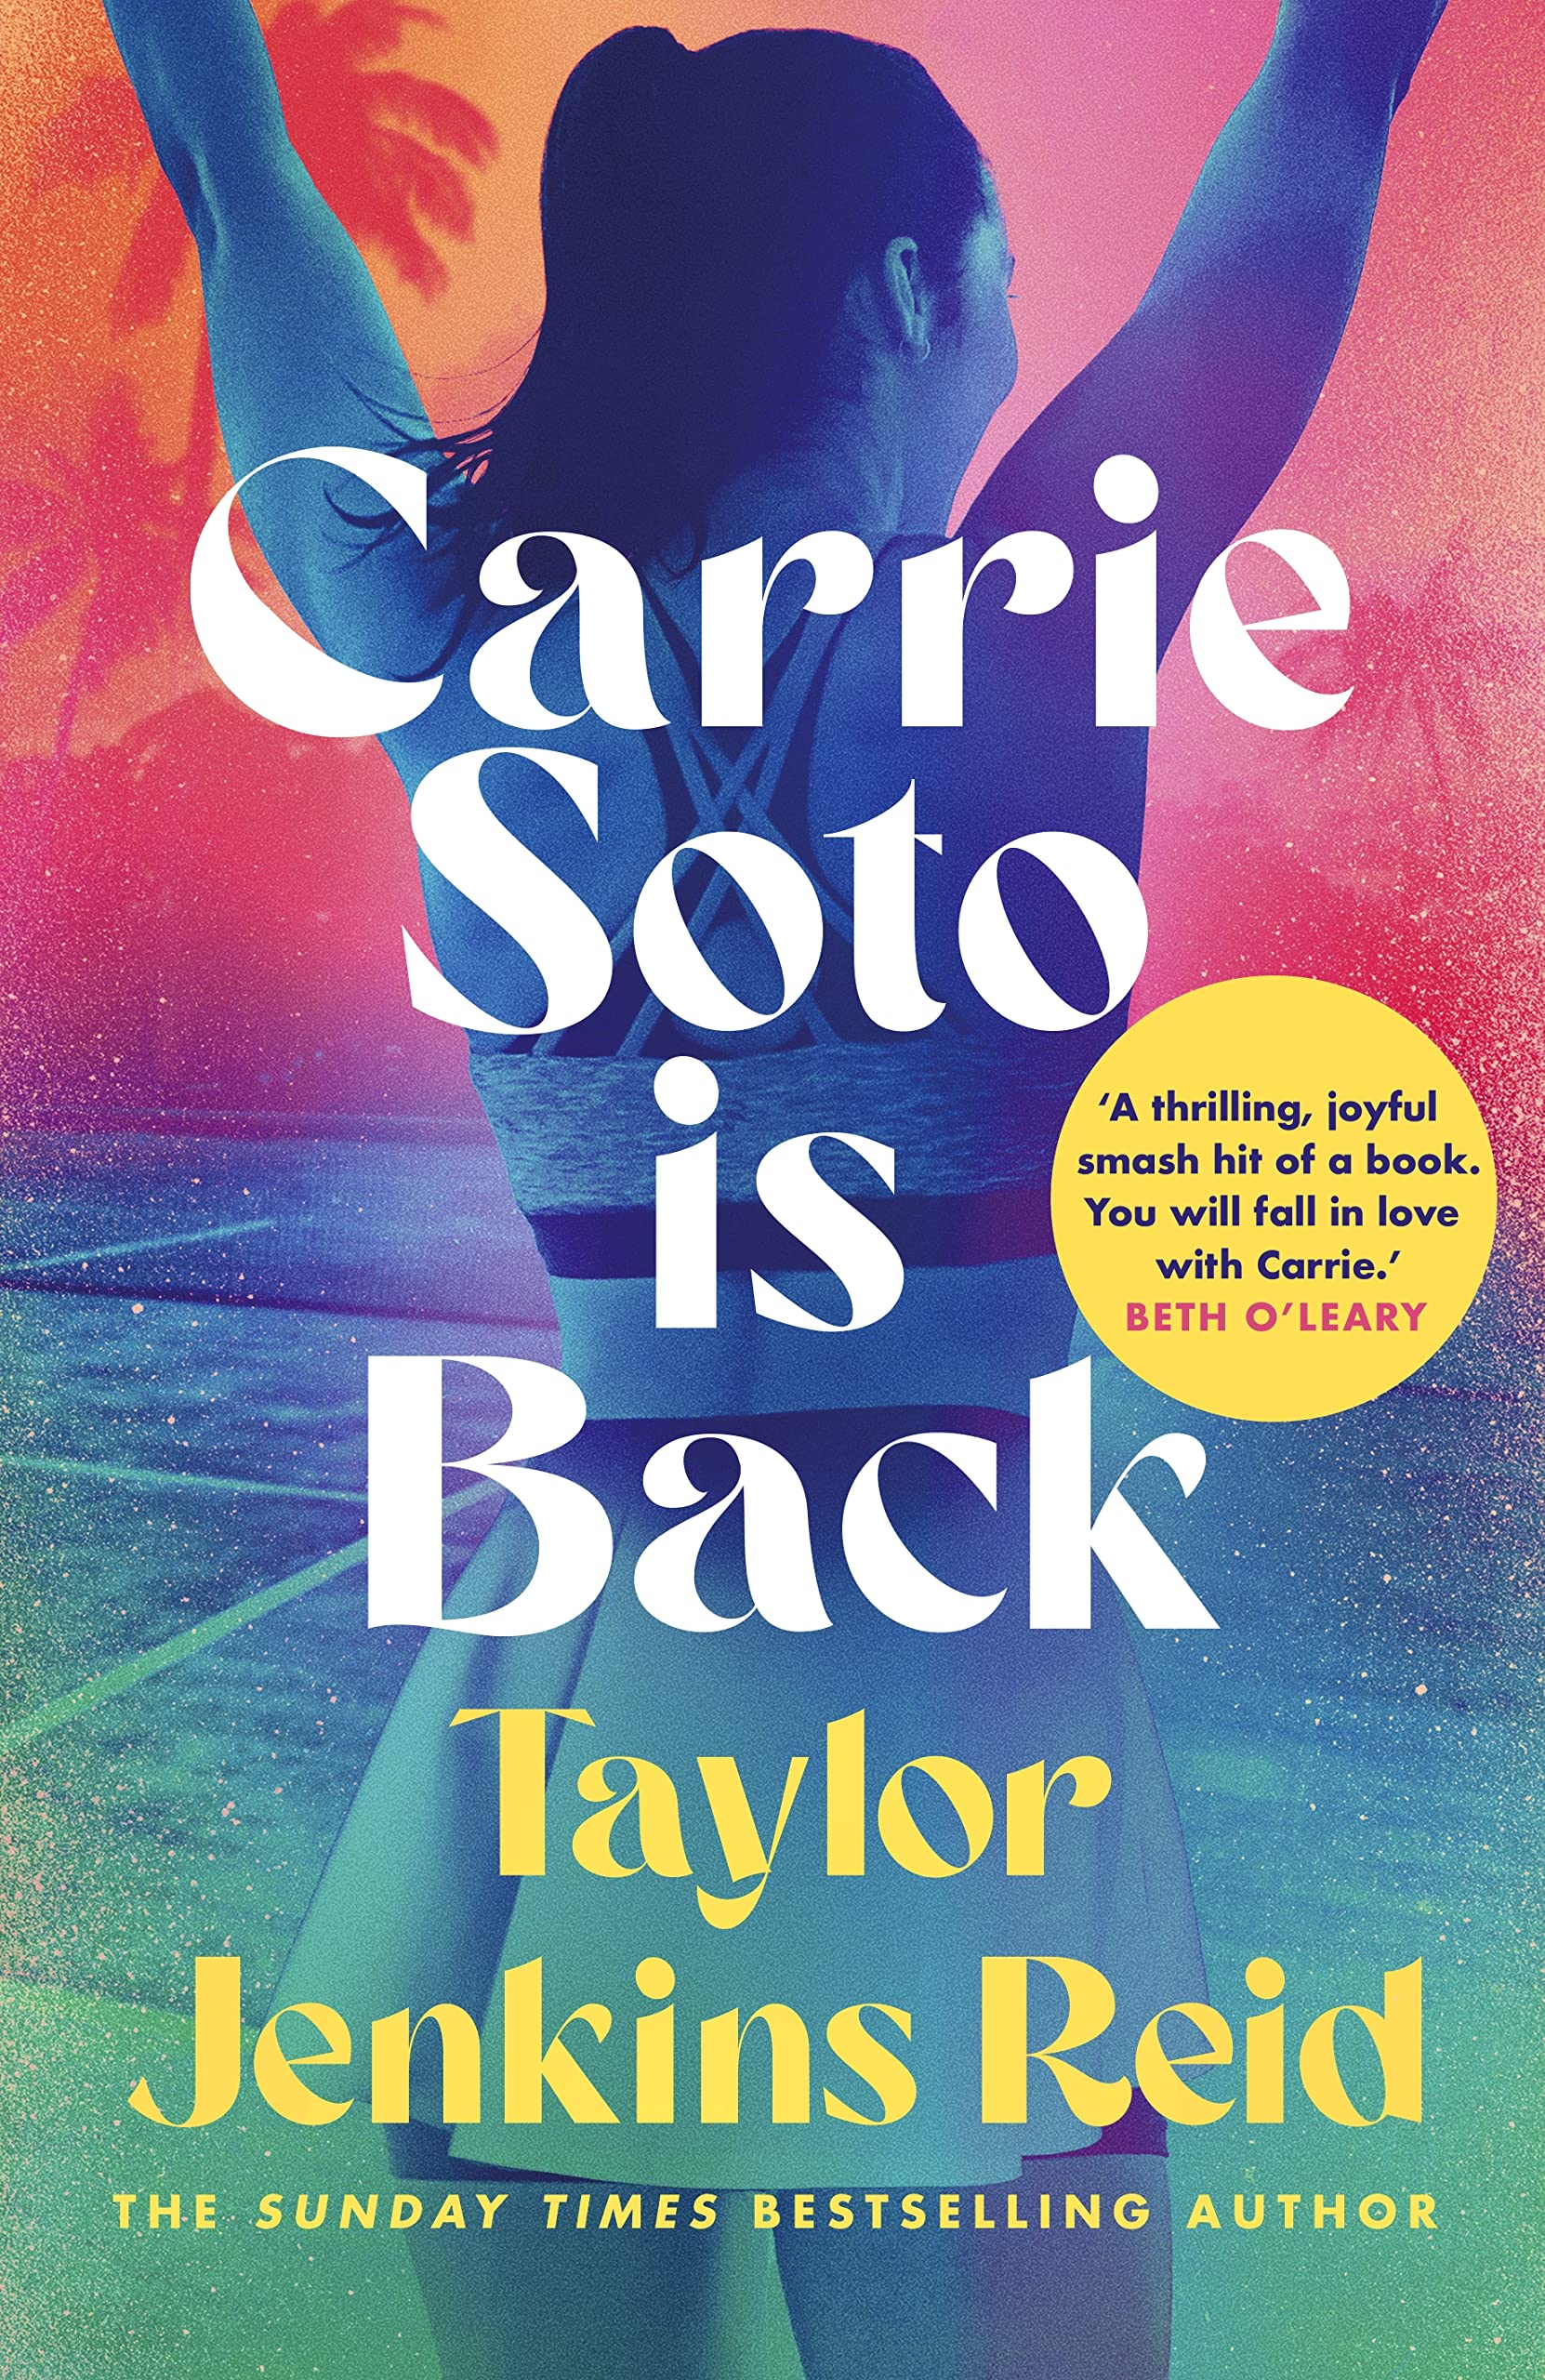 Carrie
Soto
is
Back
‘A thrilling, joyful
smash hit of a book.
You will fall in love
with Carrie.’
BETH O’LEARY
Taylor
Jenkins Reid
THE SUNDAY TIMES BESTSELLING AUTHOR